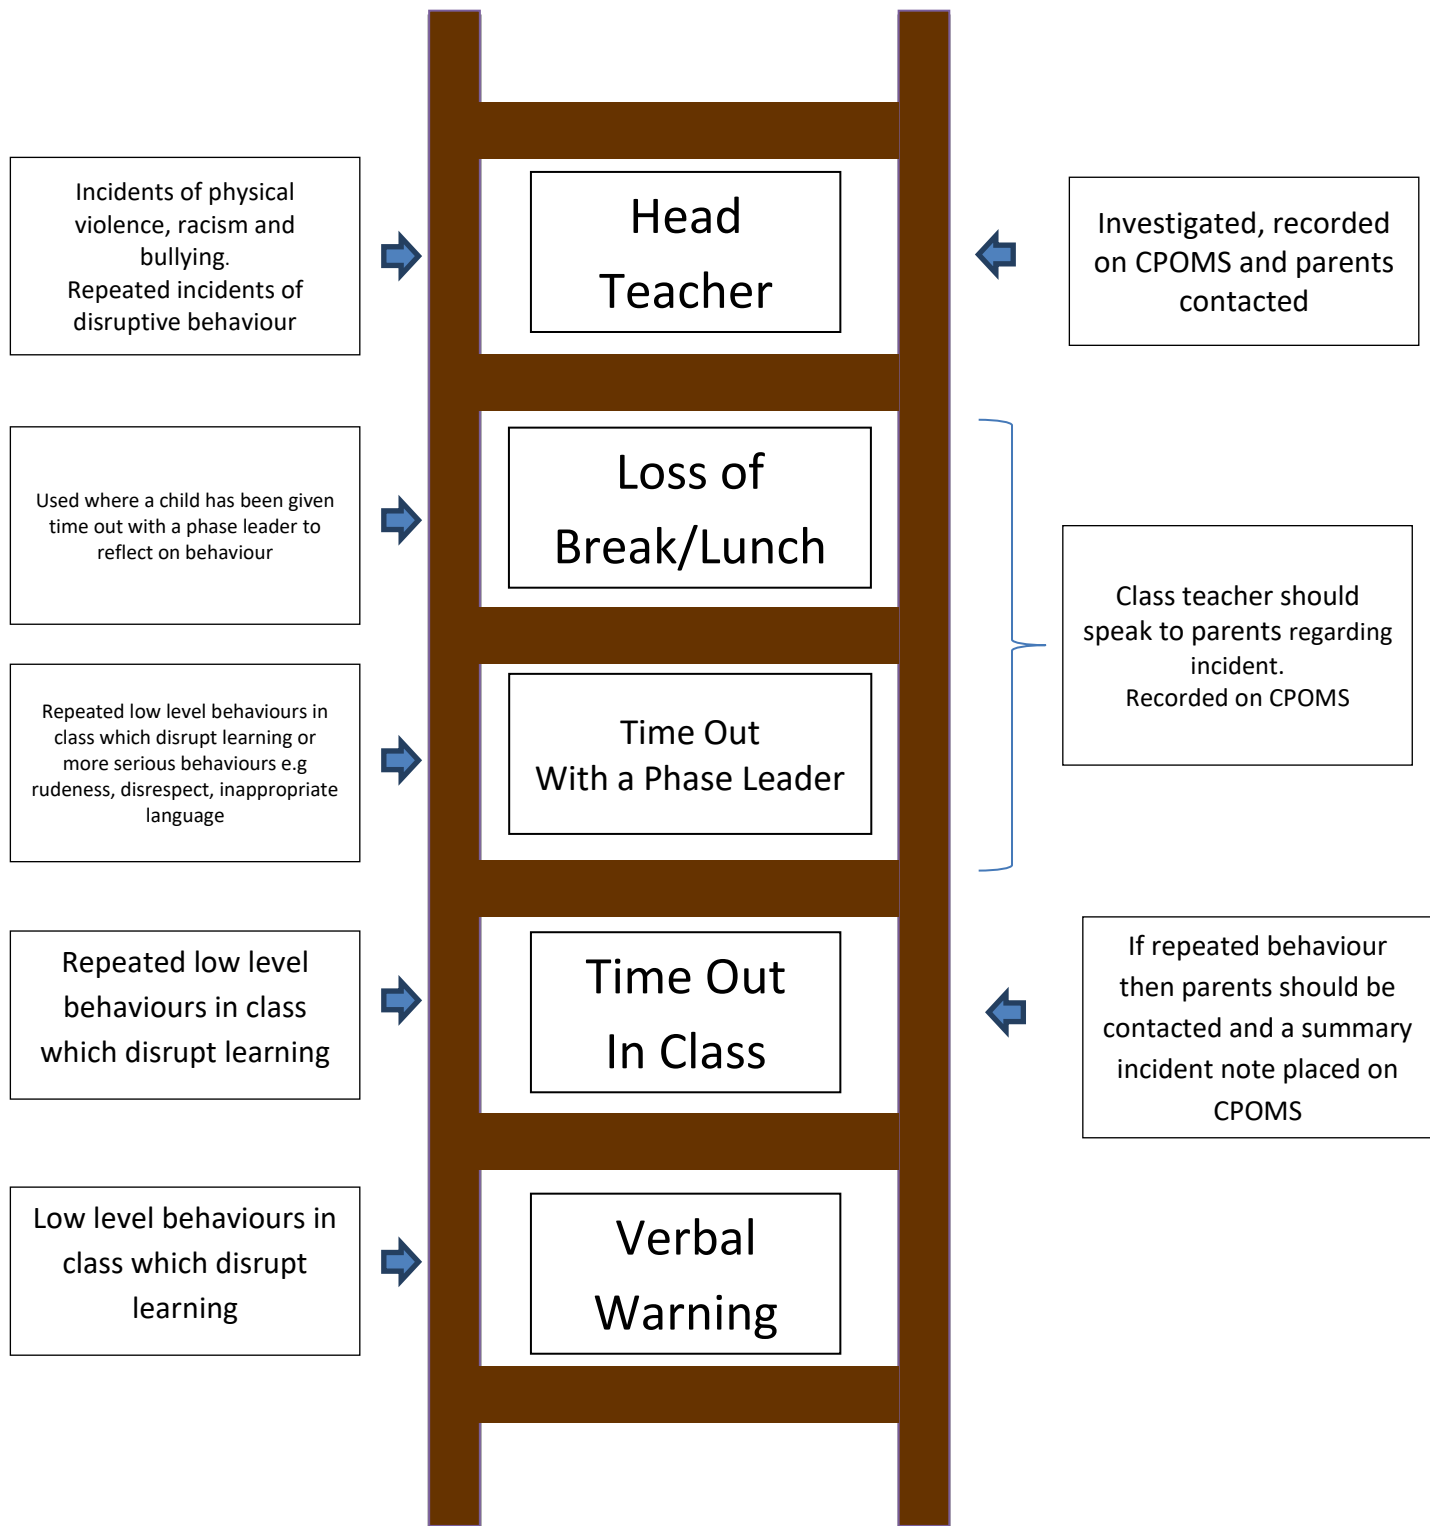 Incidents of physical
violence, racism and
bullying.
Repeated incidents of
disruptive behaviour
Head
Teacher
Investigated, recorded
on CPOMS and parents
contacted
Used where a child has been given
time out with a phase leader to
reflect on behaviour
Loss of
Break/Lunch
Class teacher should
speak to parents regarding
incident.
Recorded on CPOMS
Repeated low level behaviours in
class which disrupt learning or
more serious behaviours e.g
rudeness, disrespect, inappropriate
language
Time Out
With a Phase Leader
Repeated low level
behaviours in class
which disrupt learning
Time Out
In Class
If repeated behaviour
then parents should be
contacted and a summary
incident note placed on
CPOMS
Low level behaviours in
class which disrupt
learning
Verbal
Warning